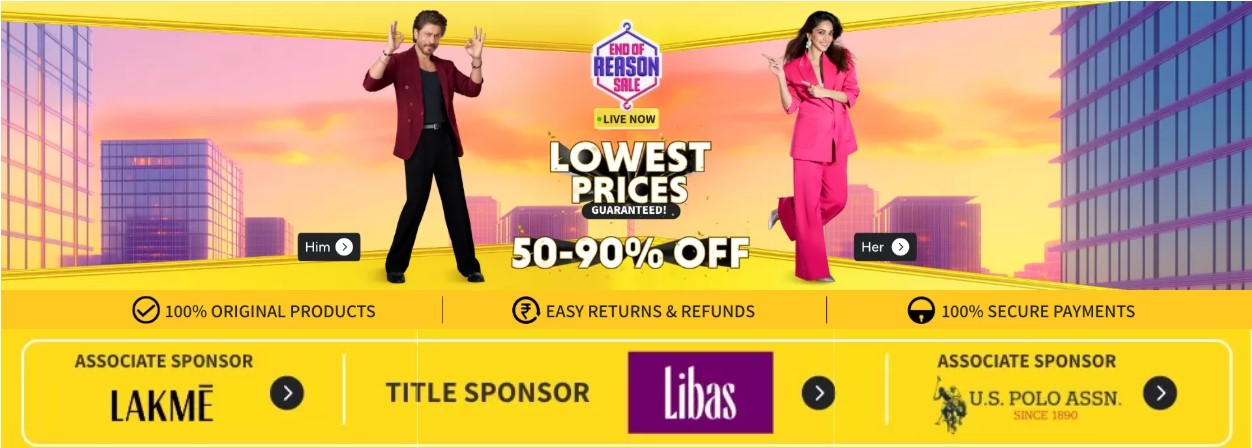 END OF
REASON
SALE
LIVE NOW
LOWEST
PRICES
GUARANTEED!
50-90% OFF
Him
Her
100% ORIGINAL PRODUCTS
EASY RETURNS & REFUNDS
100% SECURE PAYMENTS
ASSOCIATE SPONSOR
LAKMĒ
TITLE SPONSOR
Libas
ASSOCIATE SPONSOR
U.S. POLO ASSN.
SINCE 1890